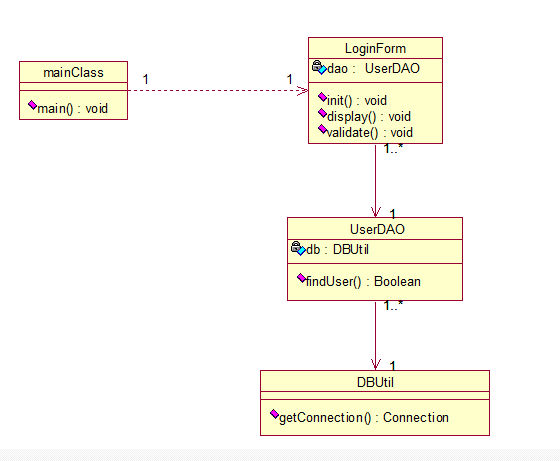 LoginForm
dao : UserDAO
init() : void
display() : void
validate() : void
mainClass
main() : void
1
1
1..*
1
UserDAO
db : DBUtil
findUser() : Boolean
1..*
1
DBUtil
getConnection() : Connection